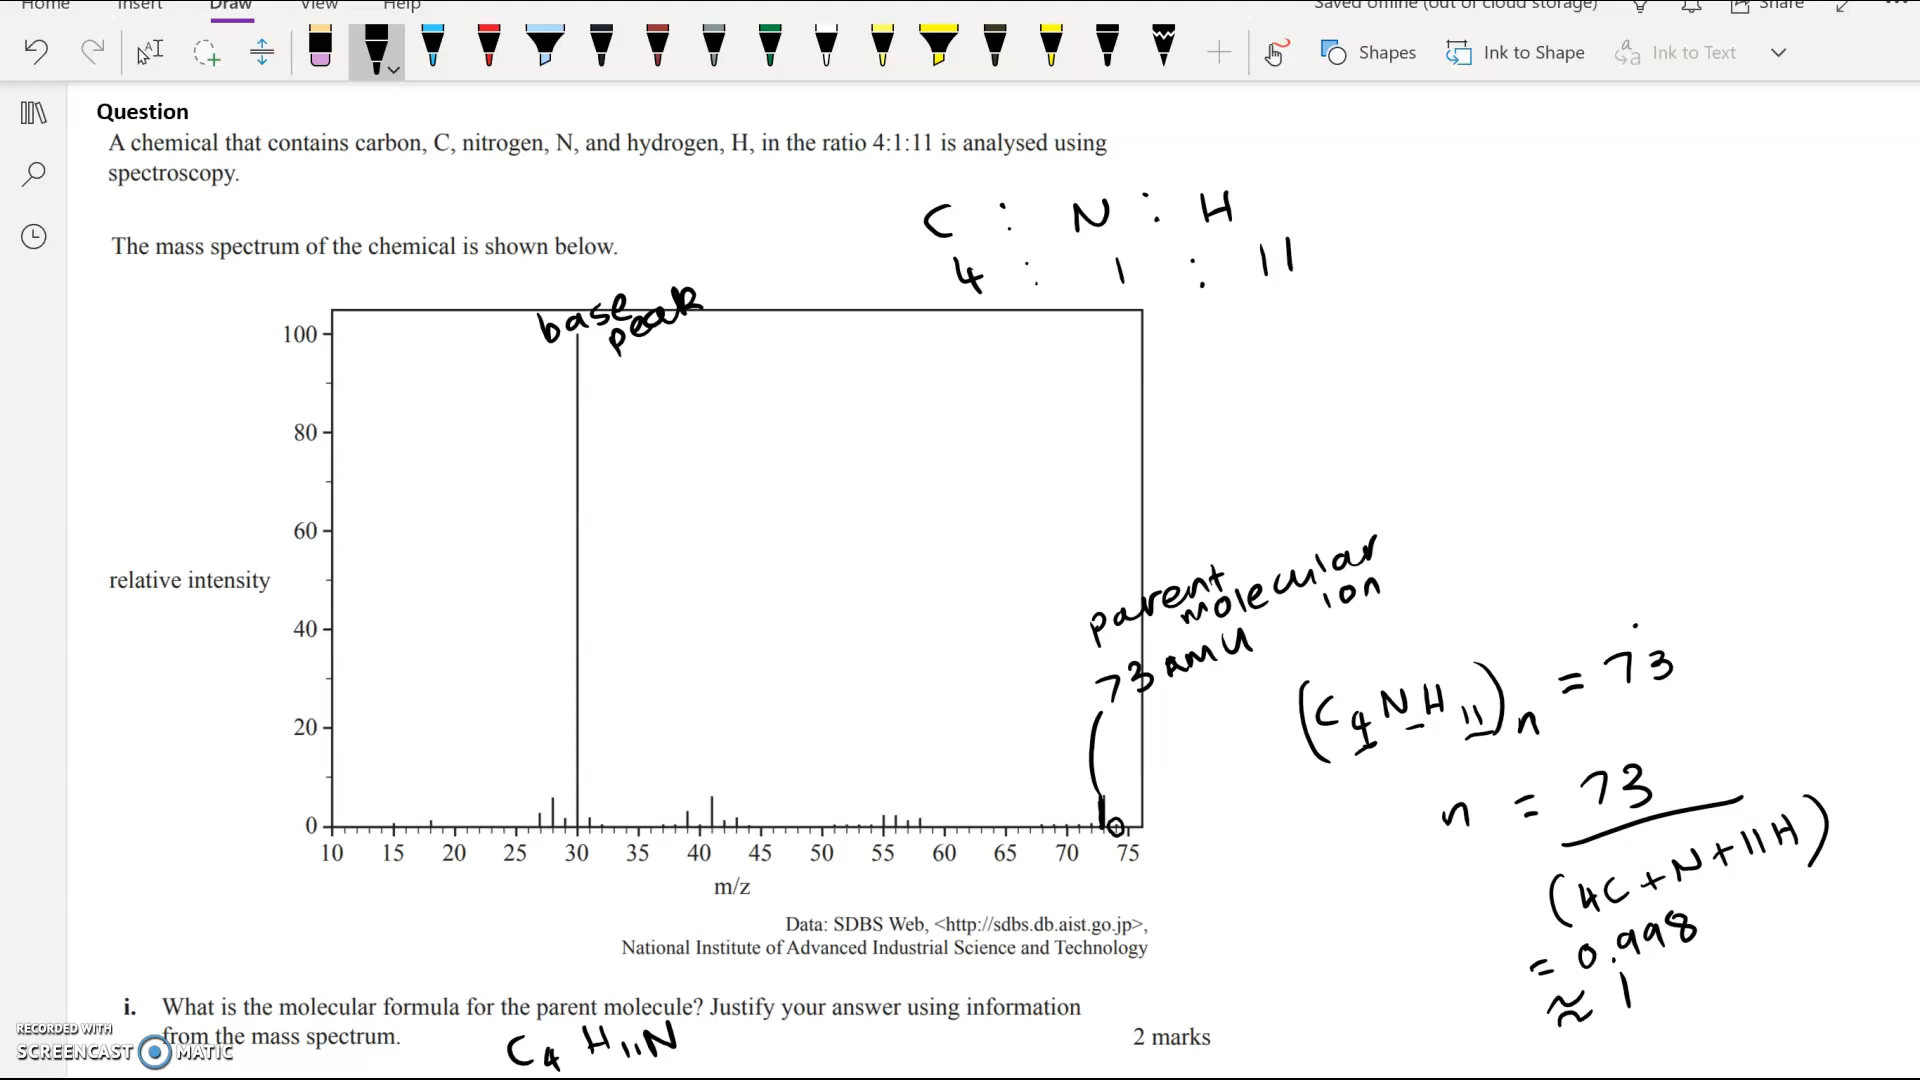 Home Insert Draw View Help Saved offline (out of cloud storage) Share
Shapes Ink to Shape Ink to Text
Question
A chemical that contains carbon, C, nitrogen, N, and hydrogen, H, in the ratio 4:1:11 is analysed using
spectroscopy.
C : N : H
4 : 1 : 11
The mass spectrum of the chemical is shown below.
base
peak
100
80
60
40
20
0
relative intensity
parent
molecular
ion
73 amu
10 15 20 25 30 35 40 45 50 55 60 65 70 75
m/z
(C4NH11)n = 73
n = 73
(4C+N+11H)
= 0.998
≈ 1
Data: SDBS Web, <http://sdbs.db.aist.go.jp>,
National Institute of Advanced Industrial Science and Technology
i. What is the molecular formula for the parent molecule? Justify your answer using information
from the mass spectrum. 2 marks
C4 H11N
RECORDED WITH
SCREENCAST MATIC